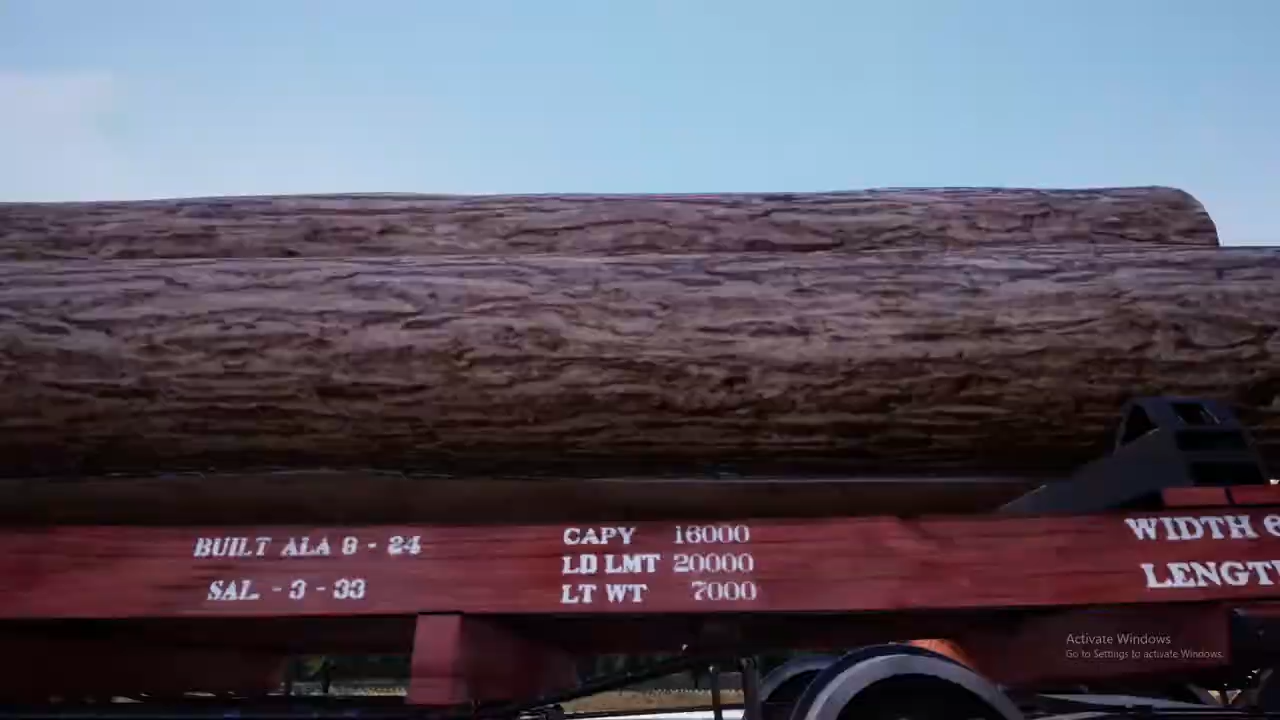 BUILT ALA 9 - 24
SAL - 3 - 33
CAPY 16000
LD LMT 20000
LT WT 7000
WIDTH
LENGT
Activate Windows
Go to Settings to activate Windows.